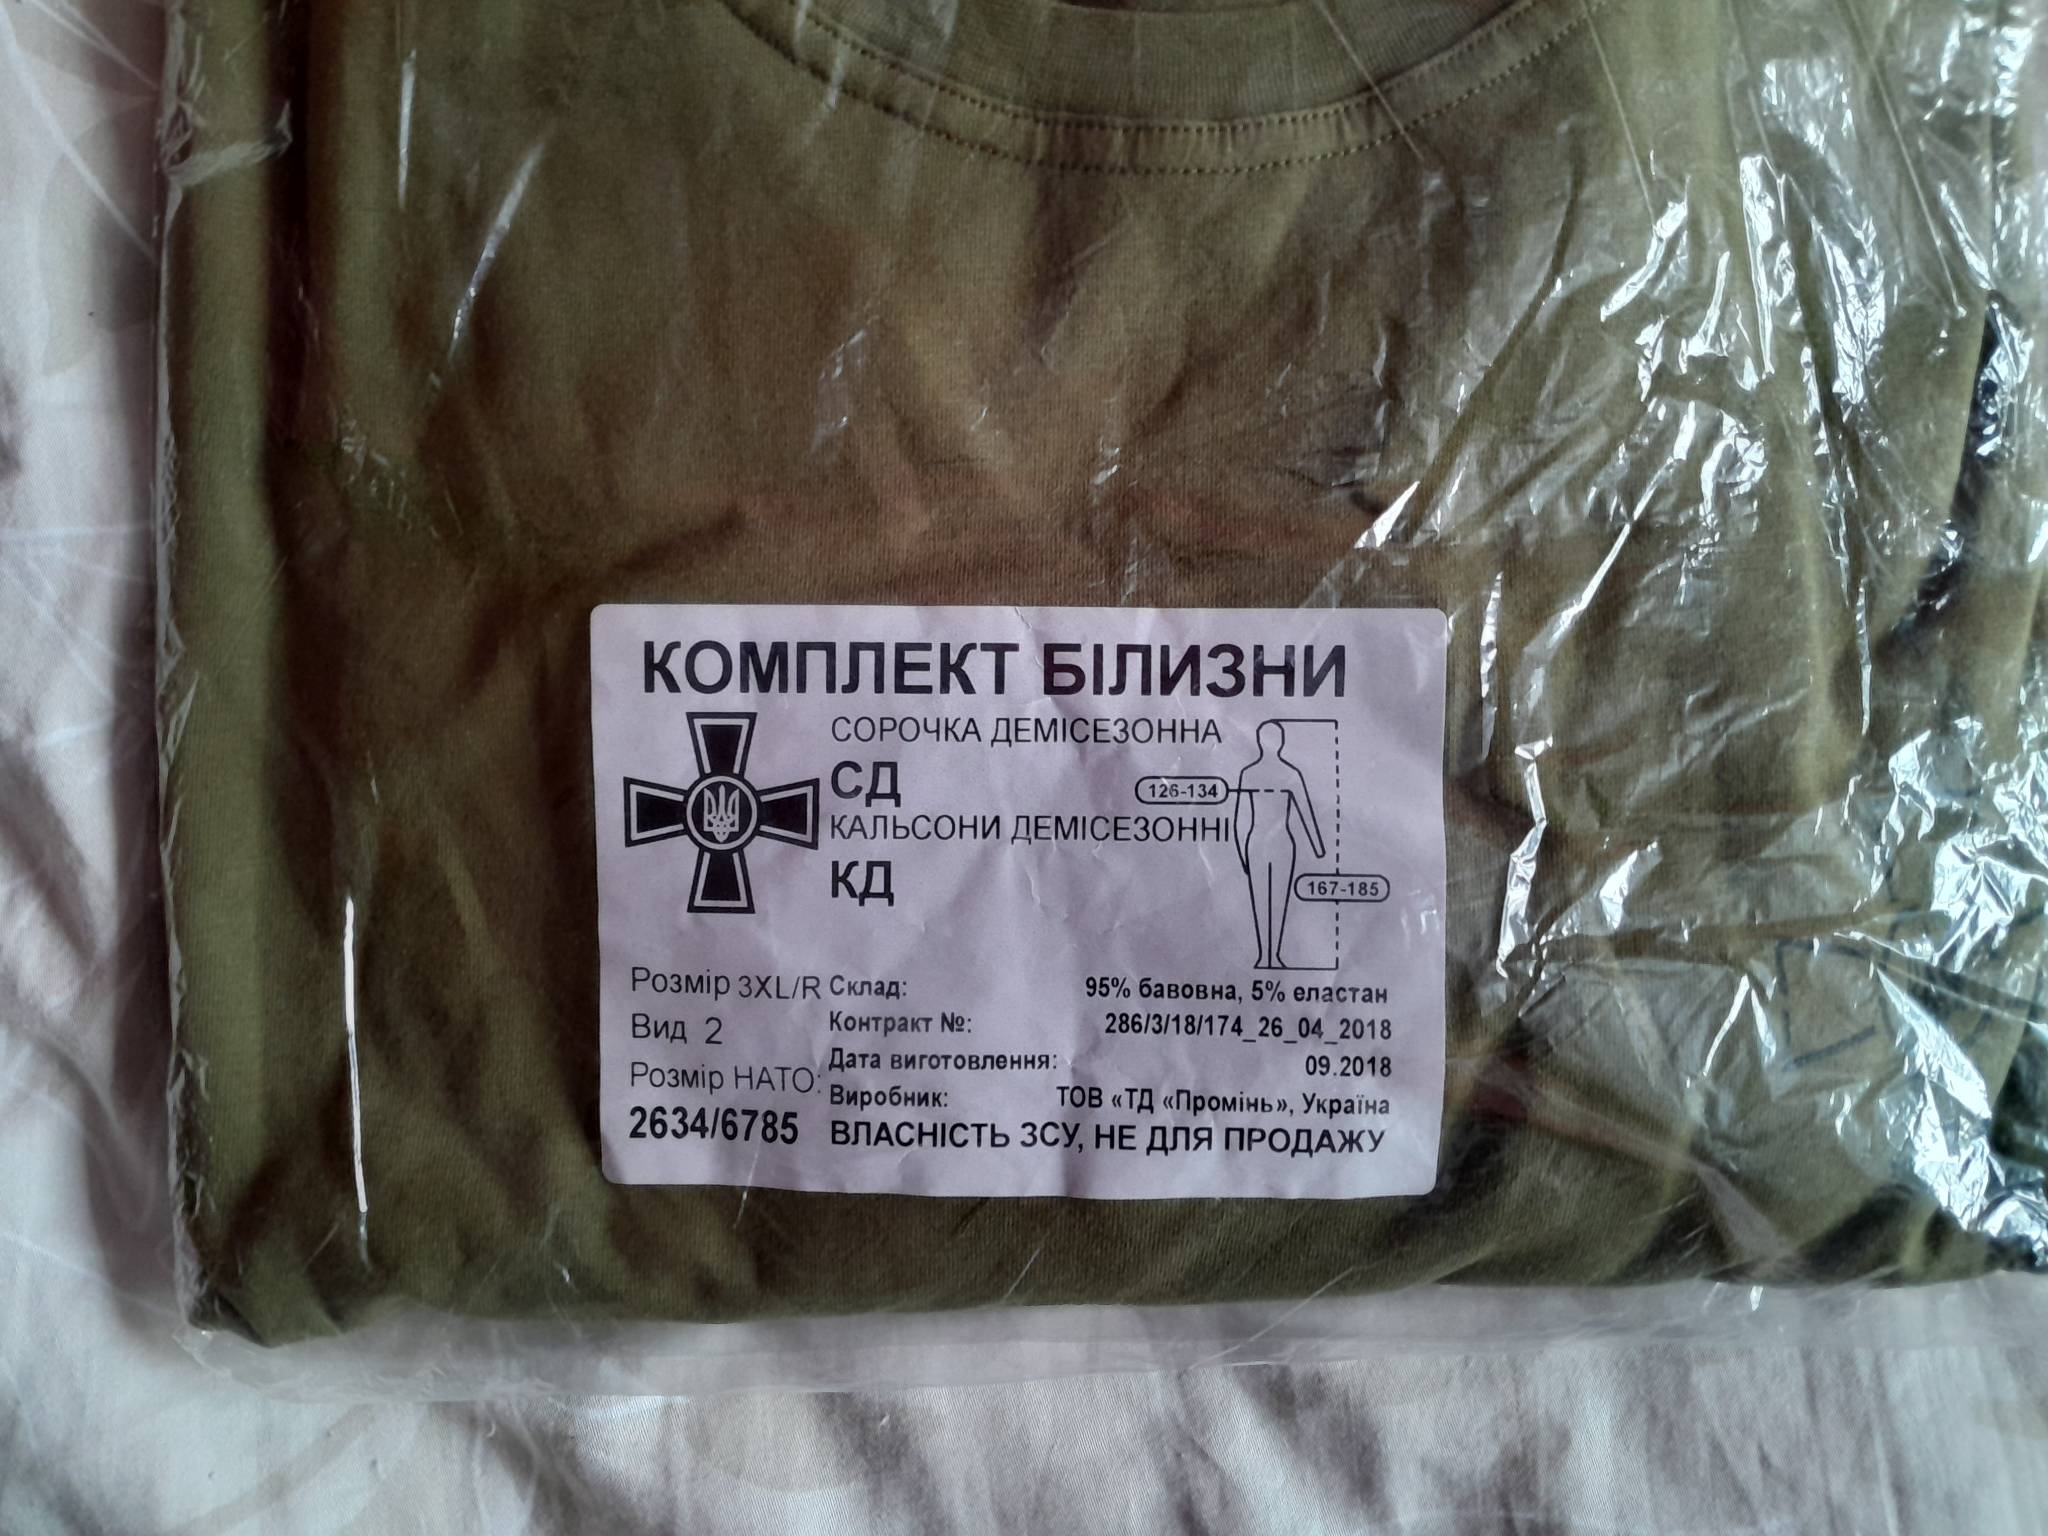 КОМПЛЕКТ БІЛИЗНИ
СОРОЧКА ДЕМІСЕЗОННА
СД
126-134
КАЛЬСОНИ ДЕМІСЕЗОННІ
КД
167-185
Розмір 3XL/R
Вид 2
Розмір НАТО:
2634/6785
Склад: 95% бавовна, 5% еластан
Контракт №: 286/3/18/174_26_04_2018
Дата виготовлення: 09.2018
Виробник: ТОВ «ТД «Промінь», Україна
ВЛАСНІСТЬ ЗСУ, НЕ ДЛЯ ПРОДАЖУ